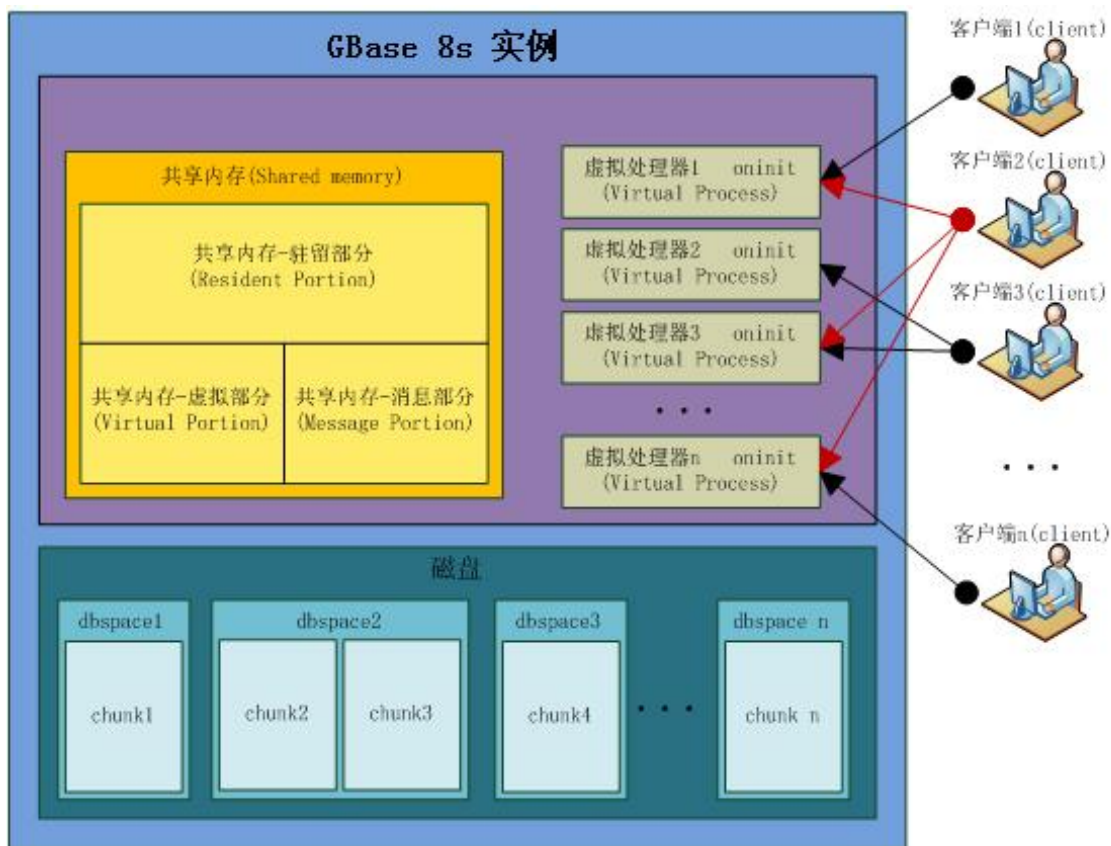 GBase 8s 实例
共享内存(Shared memory)
共享内存-驻留部分
(Resident Portion)
共享内存-虚拟部分
(Virtual Portion)
共享内存-消息部分
(Message Portion)
虚拟处理器1 oninit
(Virtual Process)
虚拟处理器2 oninit
(Virtual Process)
虚拟处理器3 oninit
(Virtual Process)
...
虚拟处理器n oninit
(Virtual Process)
客户端1(client)
客户端2(client)
客户端3(client)
...
客户端n(client)
磁盘
dbspace1
chunk1
dbspace2
chunk2
chunk3
dbspace3
chunk4
...
dbspace n
chunk n